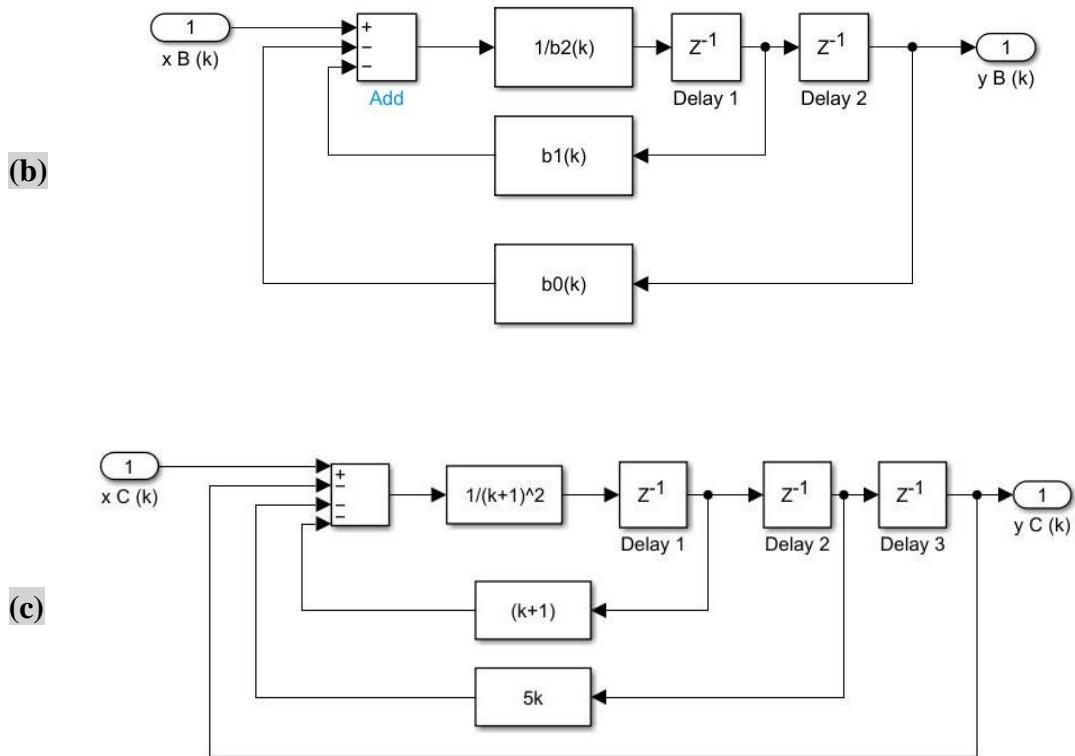 1
x B (k)
+
−
−
Add
1/b2(k)
Z-1
Delay 1
Z-1
Delay 2
1
y B (k)
b1(k)
(b)
b0(k)
1
x C (k)
+
−
−
−
1/(k+1)^2
Z-1
Delay 1
Z-1
Delay 2
Z-1
Delay 3
1
y C (k)
(k+1)
(c)
5k